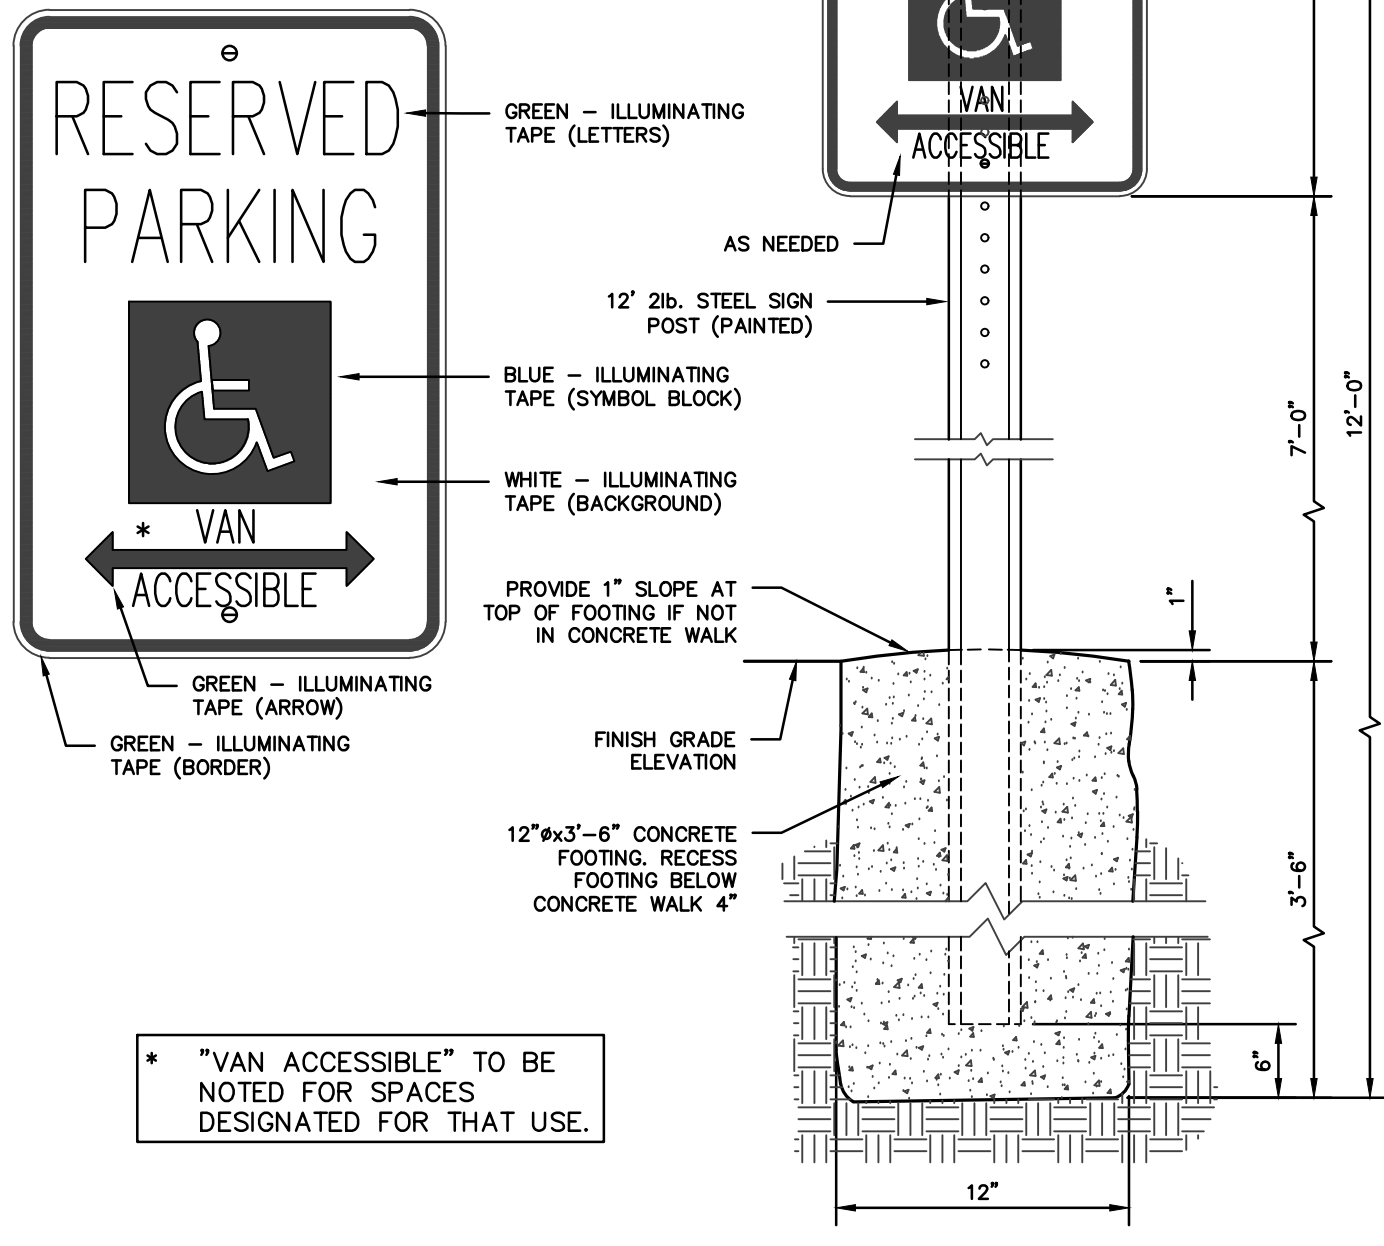 RESERVED
PARKING
* VAN
ACCESSIBLE
GREEN – ILLUMINATING
TAPE (LETTERS)
BLUE – ILLUMINATING
TAPE (SYMBOL BLOCK)
WHITE – ILLUMINATING
TAPE (BACKGROUND)
GREEN – ILLUMINATING
TAPE (ARROW)
GREEN – ILLUMINATING
TAPE (BORDER)
VAN
ACCESSIBLE
AS NEEDED
12' 2lb. STEEL SIGN
POST (PAINTED)
PROVIDE 1" SLOPE AT
TOP OF FOOTING IF NOT
IN CONCRETE WALK
FINISH GRADE
ELEVATION
12"øx3'–6" CONCRETE
FOOTING. RECESS
FOOTING BELOW
CONCRETE WALK 4"
7'–0"
12'–0"
1"
3'–6"
6"
12"
* "VAN ACCESSIBLE" TO BE
NOTED FOR SPACES
DESIGNATED FOR THAT USE.